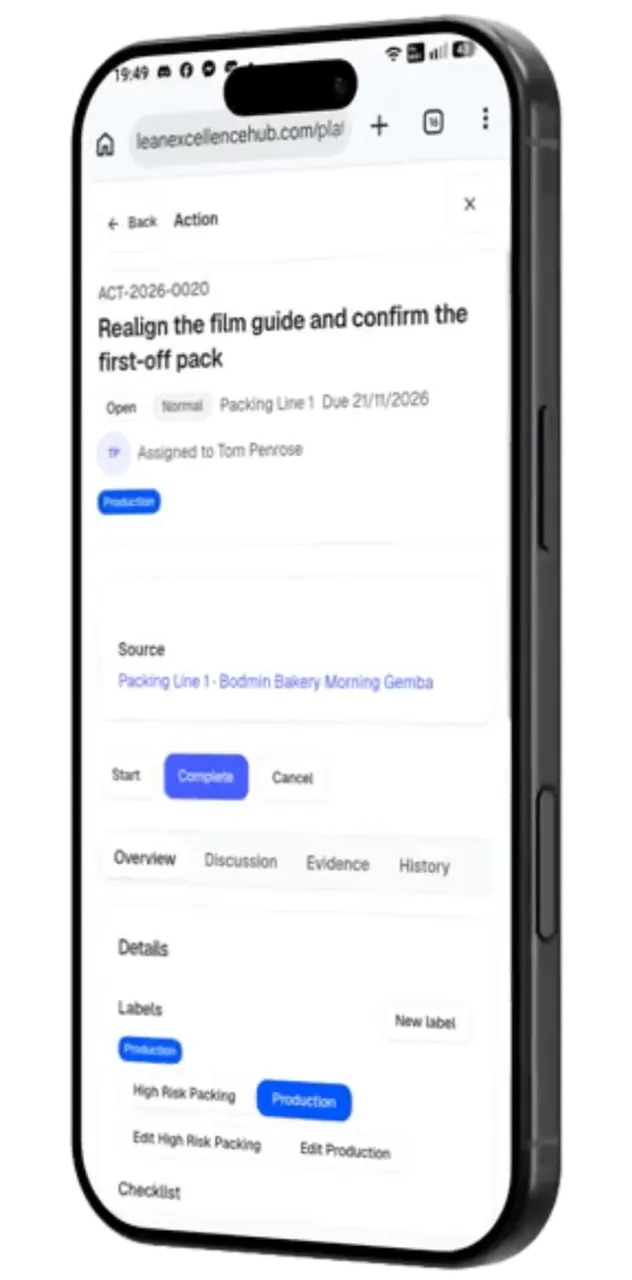 19:49
leanexcellencehub.com/pla
16
← Back Action
×
ACT-2026-0020
Realign the film guide and confirm the
first-off pack
Open Normal Packing Line 1 Due 21/11/2026
TP Assigned to Tom Penrose
Production
Source
Packing Line 1 · Bodmin Bakery Morning Gemba
Start Complete Cancel
Overview Discussion Evidence History
Details
Labels
New label
Production
High Risk Packing Production
Edit High Risk Packing Edit Production
Checklist